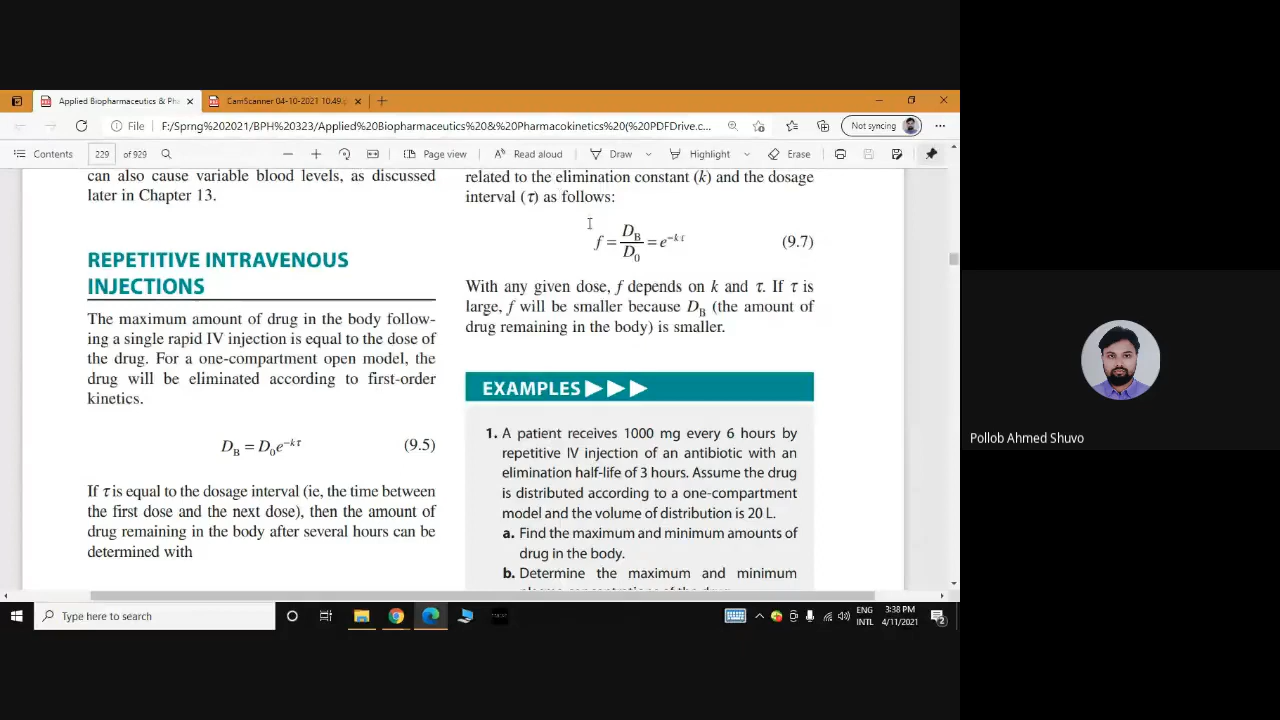 Applied Biopharmaceutics & Pha
CamScanner 04-10-2021 10:49.p
File
F:/Sprng%202021/BPH%20323/Applied%20Biopharmaceutics%20&%20Pharmacokinetics%20(%20PDFDrive.c...
Not syncing
Contents
229 of 929
Page view
Read aloud
Draw
Highlight
Erase
can also cause variable blood levels, as discussed
later in Chapter 13.
REPETITIVE INTRAVENOUS
INJECTIONS
The maximum amount of drug in the body follow-
ing a single rapid IV injection is equal to the dose of
the drug. For a one-compartment open model, the
drug will be eliminated according to first-order
kinetics.
D_B = D_0e^{−kτ} (9.5)
If τ is equal to the dosage interval (ie, the time between
the first dose and the next dose), then the amount of
drug remaining in the body after several hours can be
determined with
related to the elimination constant (k) and the dosage
interval (τ) as follows:
f = D_B/D_0 = e^{−kτ} (9.7)
With any given dose, f depends on k and τ. If τ is
large, f will be smaller because D_B (the amount of
drug remaining in the body) is smaller.
EXAMPLES ▶▶▶
1. A patient receives 1000 mg every 6 hours by
repetitive IV injection of an antibiotic with an
elimination half-life of 3 hours. Assume the drug
is distributed according to a one-compartment
model and the volume of distribution is 20 L.
a. Find the maximum and minimum amounts of
drug in the body.
b. Determine the maximum and minimum
Pollob Ahmed Shuvo
Type here to search
ENG
INTL
3:38 PM
4/11/2021
2